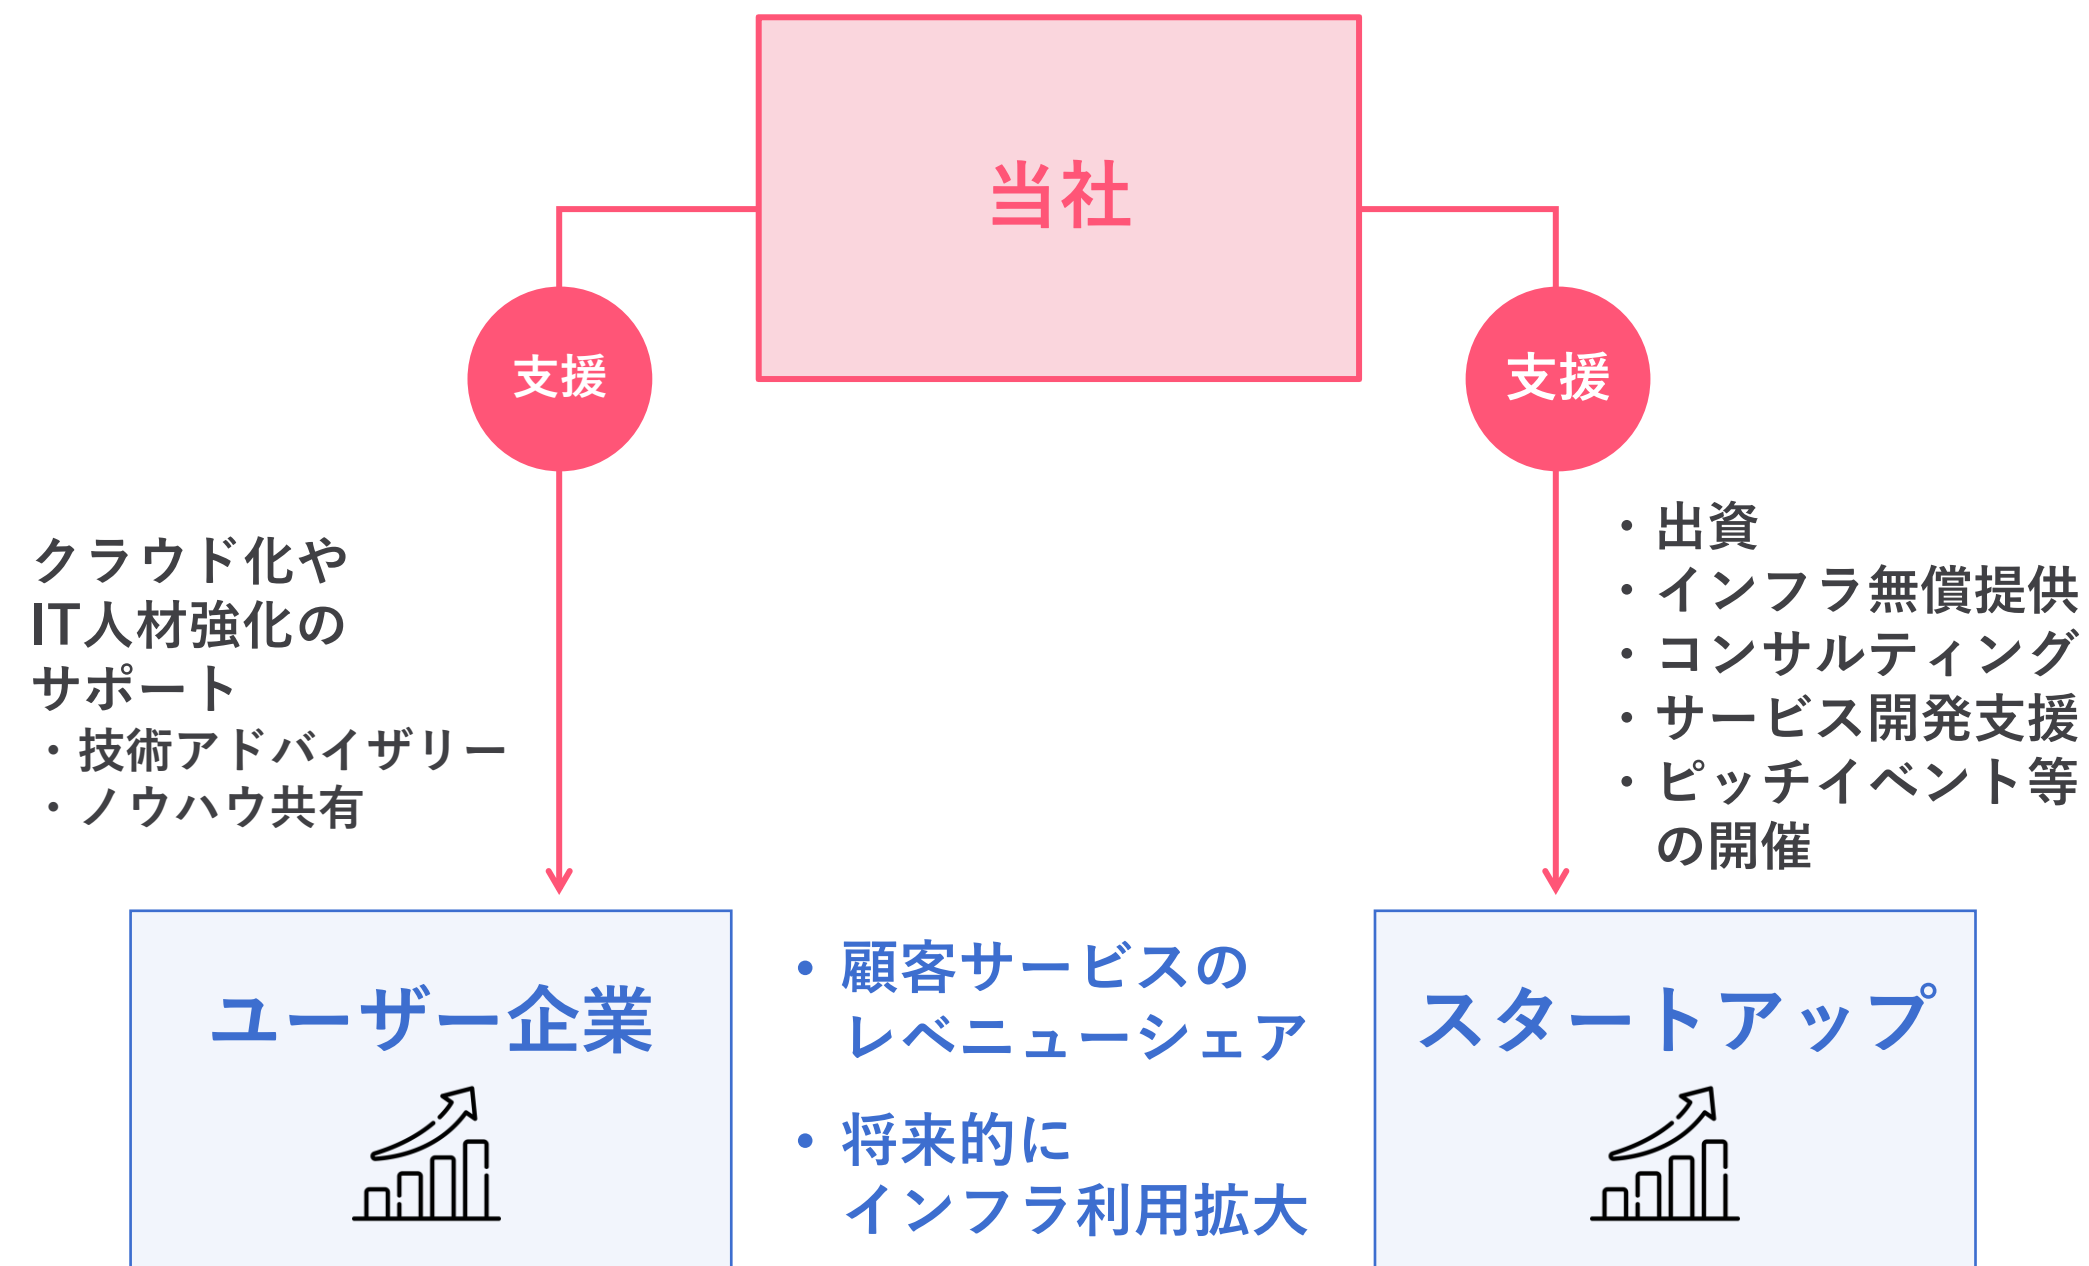 当社
支援
支援
クラウド化や
IT人材強化の
サポート
・技術アドバイザリー
・ノウハウ共有
・出資
・インフラ無償提供
・コンサルティング
・サービス開発支援
・ピッチイベント等
の開催
ユーザー企業
・顧客サービスの
レベニューシェア
・将来的に
インフラ利用拡大
スタートアップ